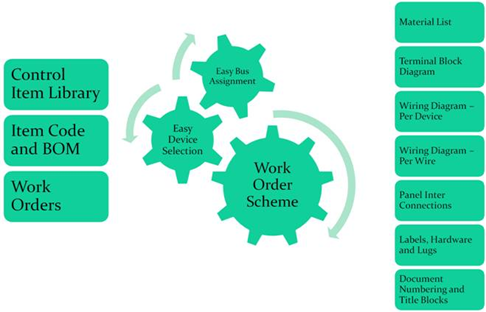 Control
Item Library
Item Code
and BOM
Work
Orders
Easy Bus
Assignment
Easy
Device
Selection
Work
Order
Scheme
Material List
Terminal Block
Diagram
Wiring Diagram –
Per Device
Wiring Diagram –
Per Wire
Panel Inter
Connections
Labels, Hardware
and Lugs
Document
Numbering and
Title Blocks